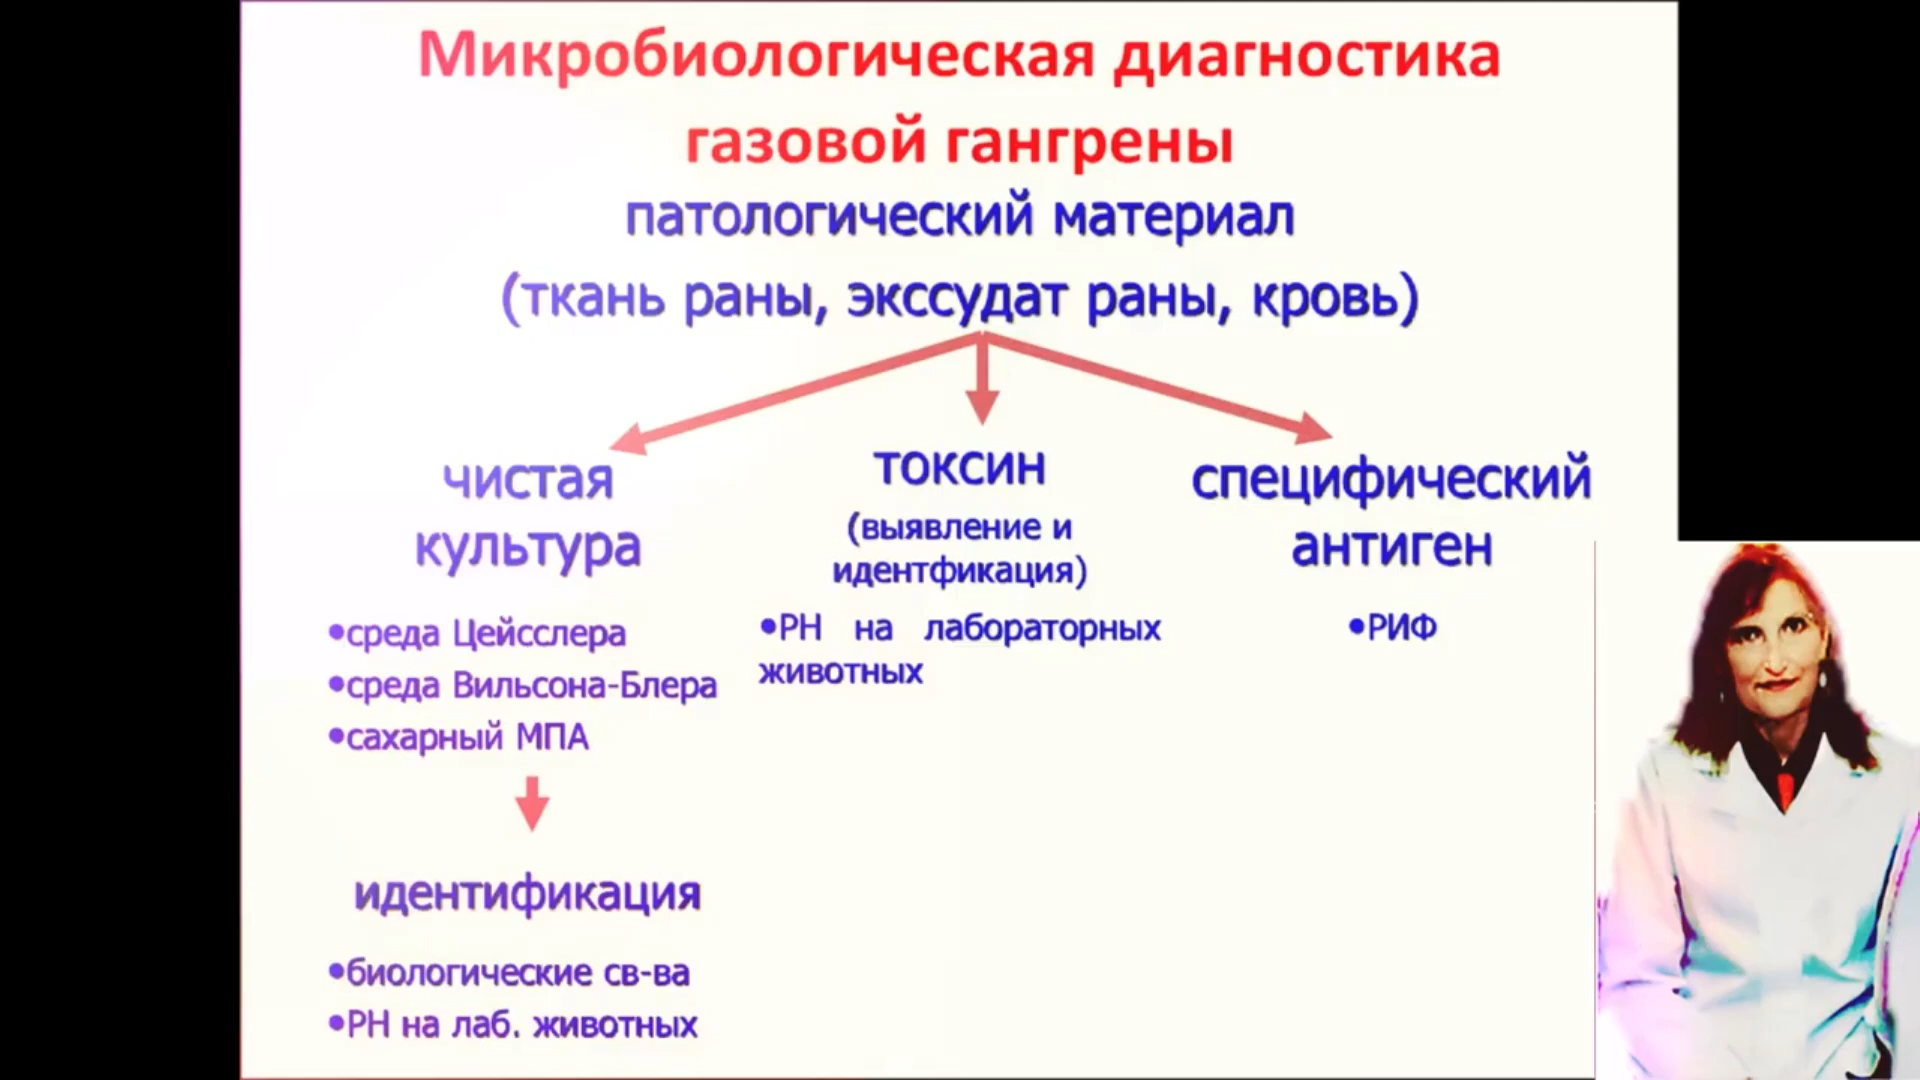 Микробиологическая диагностика
газовой гангрены
патологический материал
(ткань раны, экссудат раны, кровь)
чистая
культура
•среда Цейсслера
•среда Вильсона-Блера
•сахарный МПА
идентификация
•биологические св-ва
•РН на лаб. животных
токсин
(выявление и
идентфикация)
•РН на лабораторных
животных
специфический
антиген
•РИФ